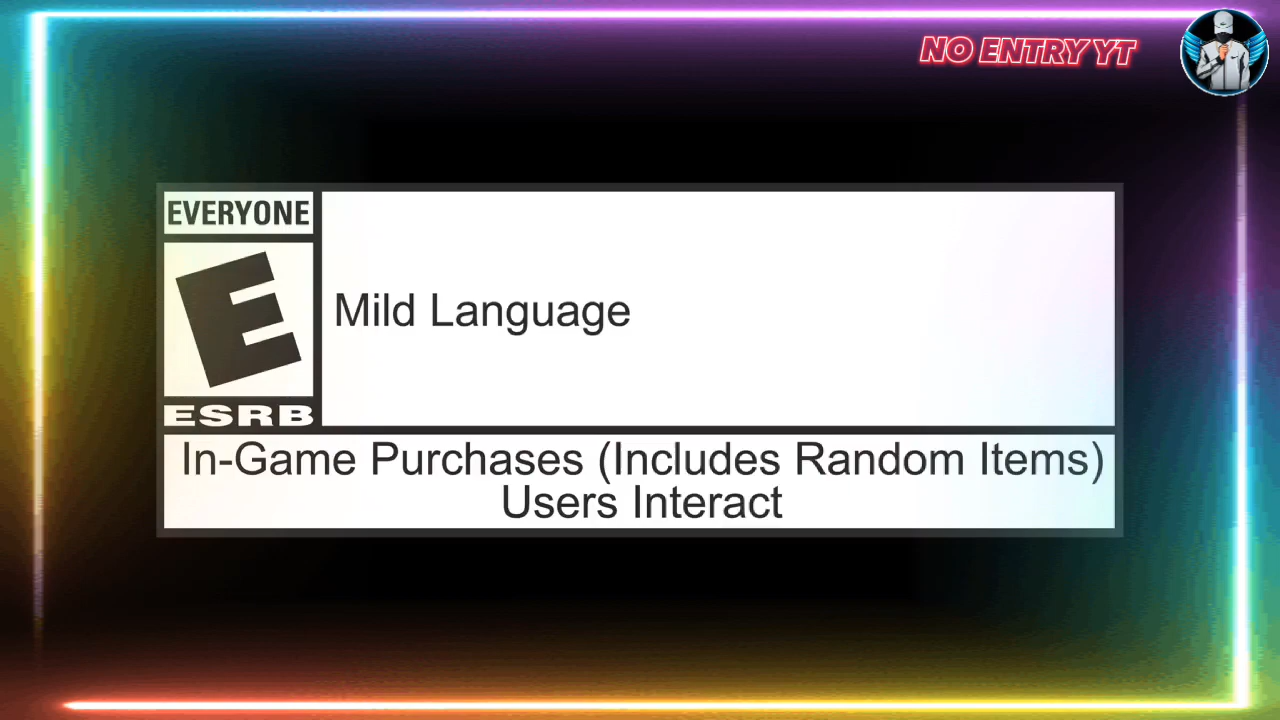 NO ENTRY YT
EVERYONE
E
ESRB
Mild Language
In-Game Purchases (Includes Random Items)
Users Interact